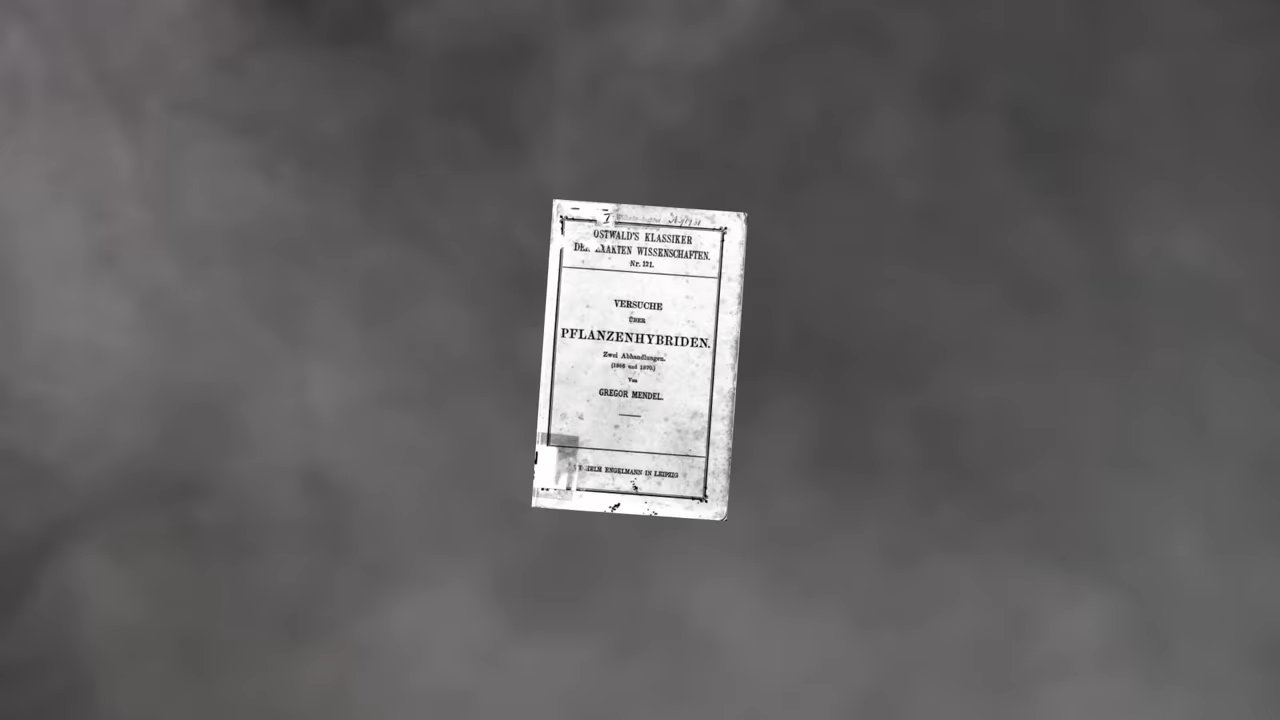 I
OSTWALD'S KLASSIKER
EXAKTEN WISSENSCHAFTEN.
Nr. 121.
VERSUCHE
ÜBER
PFLANZENHYBRIDEN.
Zwei Abhandlungen.
(1866 und 1870.)
Von
GREGOR MENDEL.
ENGELMANN IN LEIPZIG